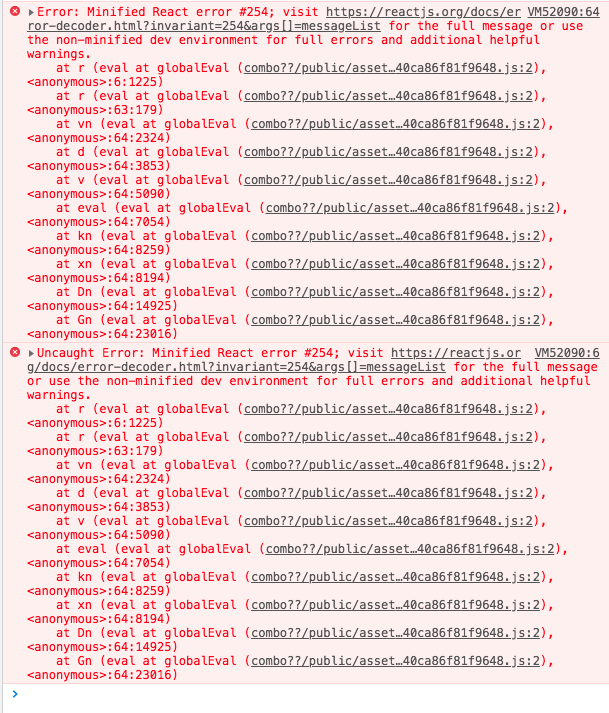 Error: Minified React error #254; visit https://reactjs.org/docs/er VM52090:64
ror-decoder.html?invariant=254&args[]=messageList for the full message or use
the non-minified dev environment for full errors and additional helpful
warnings.
at r (eval at globalEval (combo??/public/asset…40ca86f81f9648.js:2),
<anonymous>:6:1225)
at r (eval at globalEval (combo??/public/asset…40ca86f81f9648.js:2),
<anonymous>:63:179)
at vn (eval at globalEval (combo??/public/asset…40ca86f81f9648.js:2),
<anonymous>:64:2324)
at d (eval at globalEval (combo??/public/asset…40ca86f81f9648.js:2),
<anonymous>:64:3853)
at v (eval at globalEval (combo??/public/asset…40ca86f81f9648.js:2),
<anonymous>:64:5090)
at eval (eval at globalEval (combo??/public/asset…40ca86f81f9648.js:2),
<anonymous>:64:7054)
at kn (eval at globalEval (combo??/public/asset…40ca86f81f9648.js:2),
<anonymous>:64:8259)
at xn (eval at globalEval (combo??/public/asset…40ca86f81f9648.js:2),
<anonymous>:64:8194)
at Dn (eval at globalEval (combo??/public/asset…40ca86f81f9648.js:2),
<anonymous>:64:14925)
at Gn (eval at globalEval (combo??/public/asset…40ca86f81f9648.js:2),
<anonymous>:64:23016)
Uncaught Error: Minified React error #254; visit https://reactjs.or VM52090:6
g/docs/error-decoder.html?invariant=254&args[]=messageList for the full message
or use the non-minified dev environment for full errors and additional helpful
warnings.
at r (eval at globalEval (combo??/public/asset…40ca86f81f9648.js:2),
<anonymous>:6:1225)
at r (eval at globalEval (combo??/public/asset…40ca86f81f9648.js:2),
<anonymous>:63:179)
at vn (eval at globalEval (combo??/public/asset…40ca86f81f9648.js:2),
<anonymous>:64:2324)
at d (eval at globalEval (combo??/public/asset…40ca86f81f9648.js:2),
<anonymous>:64:3853)
at v (eval at globalEval (combo??/public/asset…40ca86f81f9648.js:2),
<anonymous>:64:5090)
at eval (eval at globalEval (combo??/public/asset…40ca86f81f9648.js:2),
<anonymous>:64:7054)
at kn (eval at globalEval (combo??/public/asset…40ca86f81f9648.js:2),
<anonymous>:64:8259)
at xn (eval at globalEval (combo??/public/asset…40ca86f81f9648.js:2),
<anonymous>:64:8194)
at Dn (eval at globalEval (combo??/public/asset…40ca86f81f9648.js:2),
<anonymous>:64:14925)
at Gn (eval at globalEval (combo??/public/asset…40ca86f81f9648.js:2),
<anonymous>:64:23016)